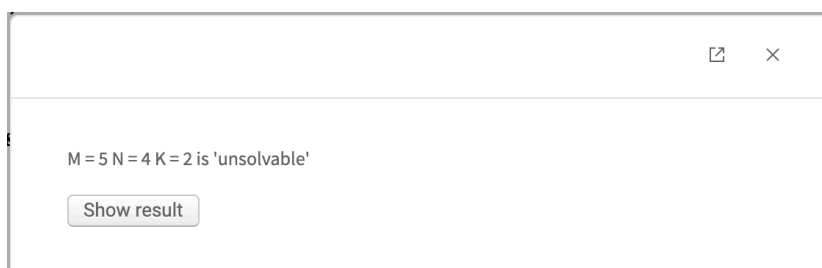 M = 5 N = 4 K = 2 is 'unsolvable'
Show result